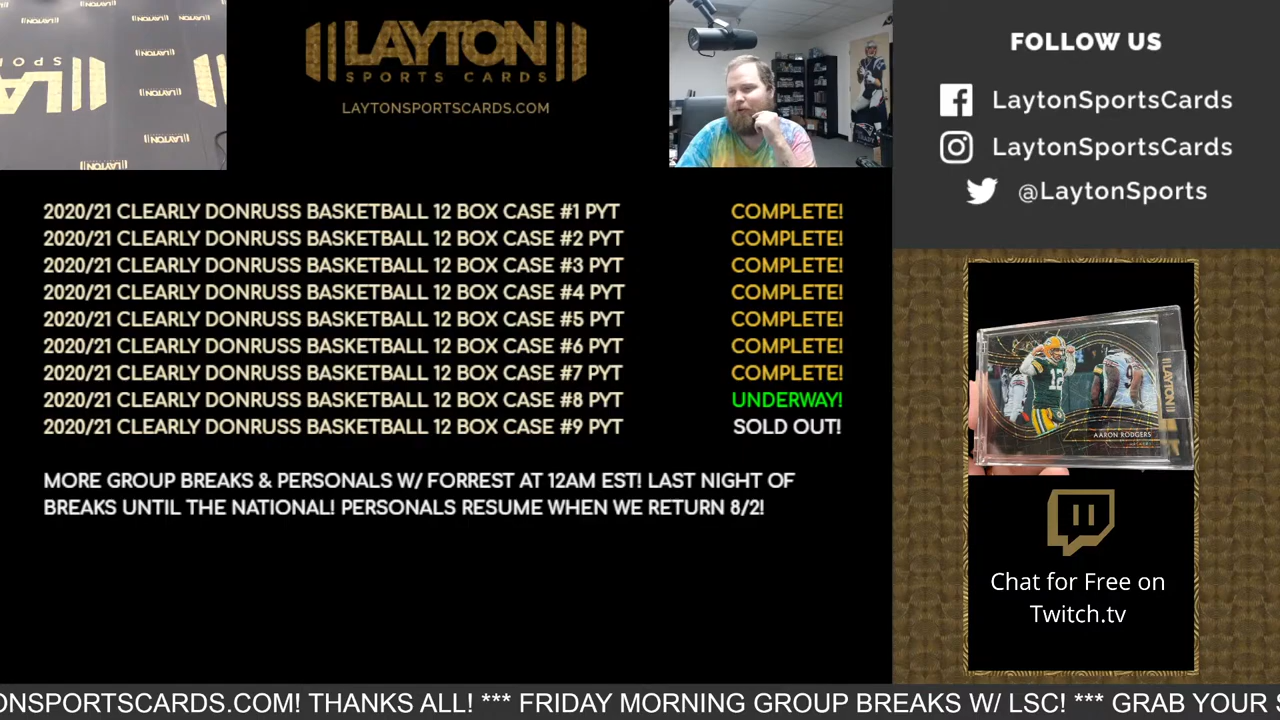 LAYTON
SPORTS CARDS
LAYTONSPORTSCARDS.COM
FOLLOW US
LaytonSportsCards
LaytonSportsCards
@LaytonSports
2020/21 CLEARLY DONRUSS BASKETBALL 12 BOX CASE #1 PYT COMPLETE!
2020/21 CLEARLY DONRUSS BASKETBALL 12 BOX CASE #2 PYT COMPLETE!
2020/21 CLEARLY DONRUSS BASKETBALL 12 BOX CASE #3 PYT COMPLETE!
2020/21 CLEARLY DONRUSS BASKETBALL 12 BOX CASE #4 PYT COMPLETE!
2020/21 CLEARLY DONRUSS BASKETBALL 12 BOX CASE #5 PYT COMPLETE!
2020/21 CLEARLY DONRUSS BASKETBALL 12 BOX CASE #6 PYT COMPLETE!
2020/21 CLEARLY DONRUSS BASKETBALL 12 BOX CASE #7 PYT COMPLETE!
2020/21 CLEARLY DONRUSS BASKETBALL 12 BOX CASE #8 PYT UNDERWAY!
2020/21 CLEARLY DONRUSS BASKETBALL 12 BOX CASE #9 PYT SOLD OUT!
MORE GROUP BREAKS & PERSONALS W/ FORREST AT 12AM EST! LAST NIGHT OF
BREAKS UNTIL THE NATIONAL! PERSONALS RESUME WHEN WE RETURN 8/2!
12
AARON RODGERS
LAYTON
Chat for Free on
Twitch.tv
ONSPORTSCARDS.COM! THANKS ALL! *** FRIDAY MORNING GROUP BREAKS W/ LSC! *** GRAB YOUR